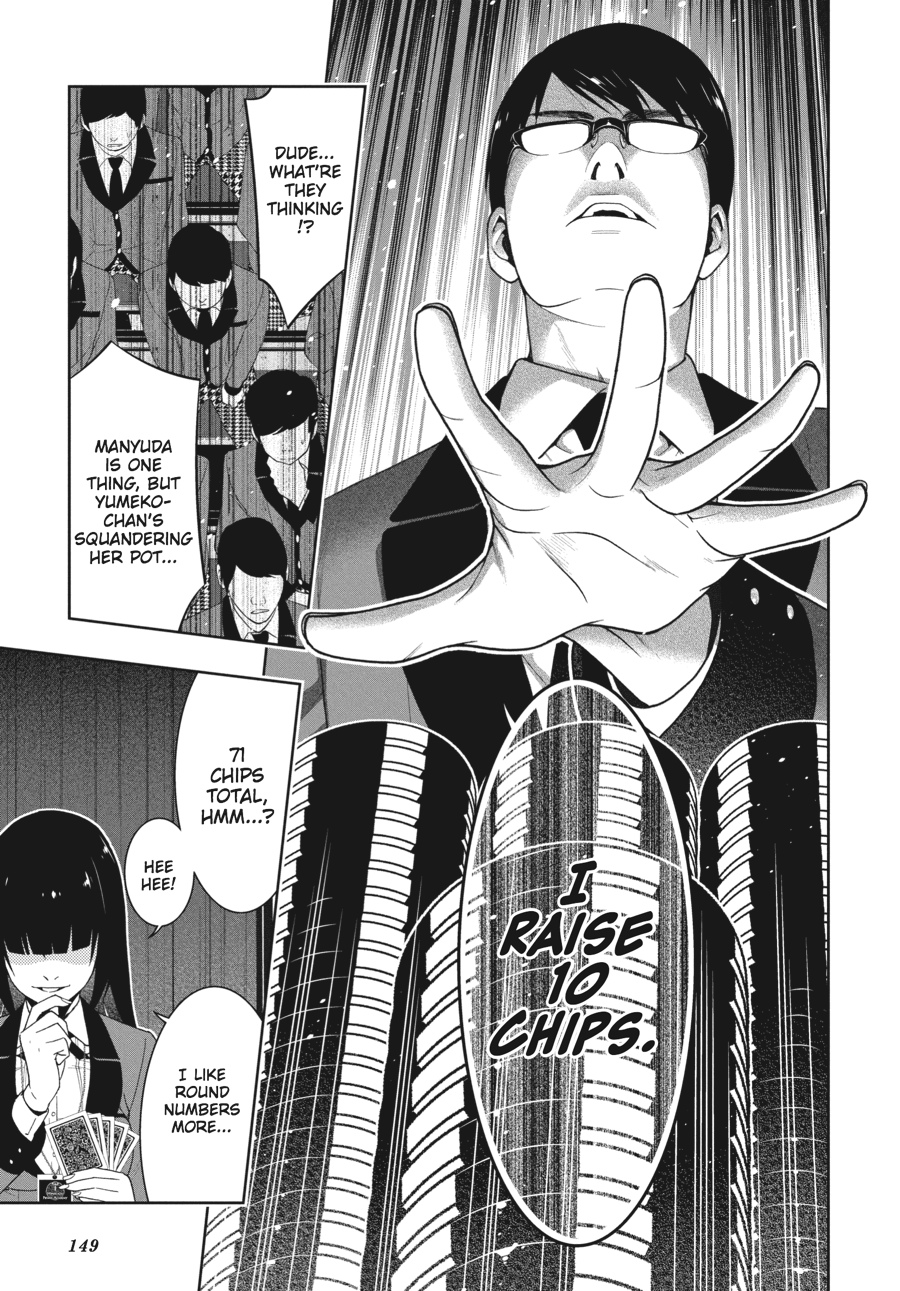 I
RAISE
10
CHIPS.
DUDE...
WHAT'RE
THEY
THINKING
!?
MANYUDA
IS ONE
THING, BUT
YUMEKO-
CHAN'S
SQUANDERING
HER POT...
71
CHIPS
TOTAL,
HMM...?
HEE
HEE!
I LIKE
ROUND
NUMBERS
MORE...
149